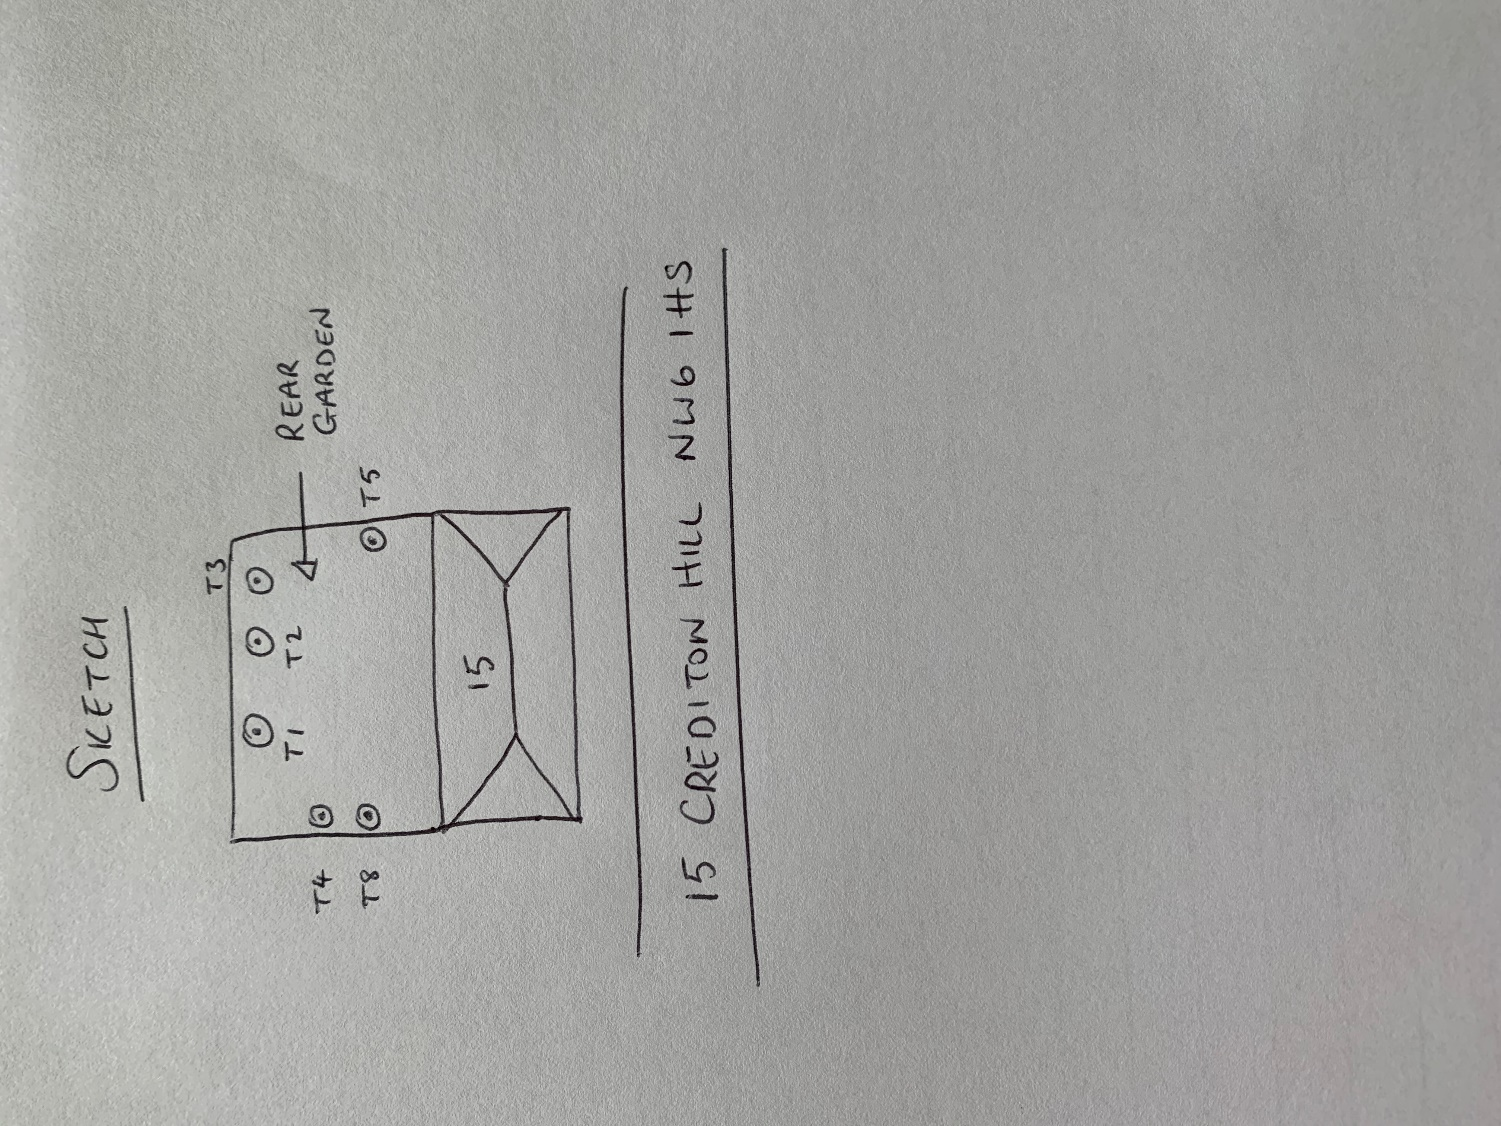 SKETCH
T3
REAR
GARDEN
T1
T2
T4
T8
T5
15
15 CREDITON HILL NW6 1HS